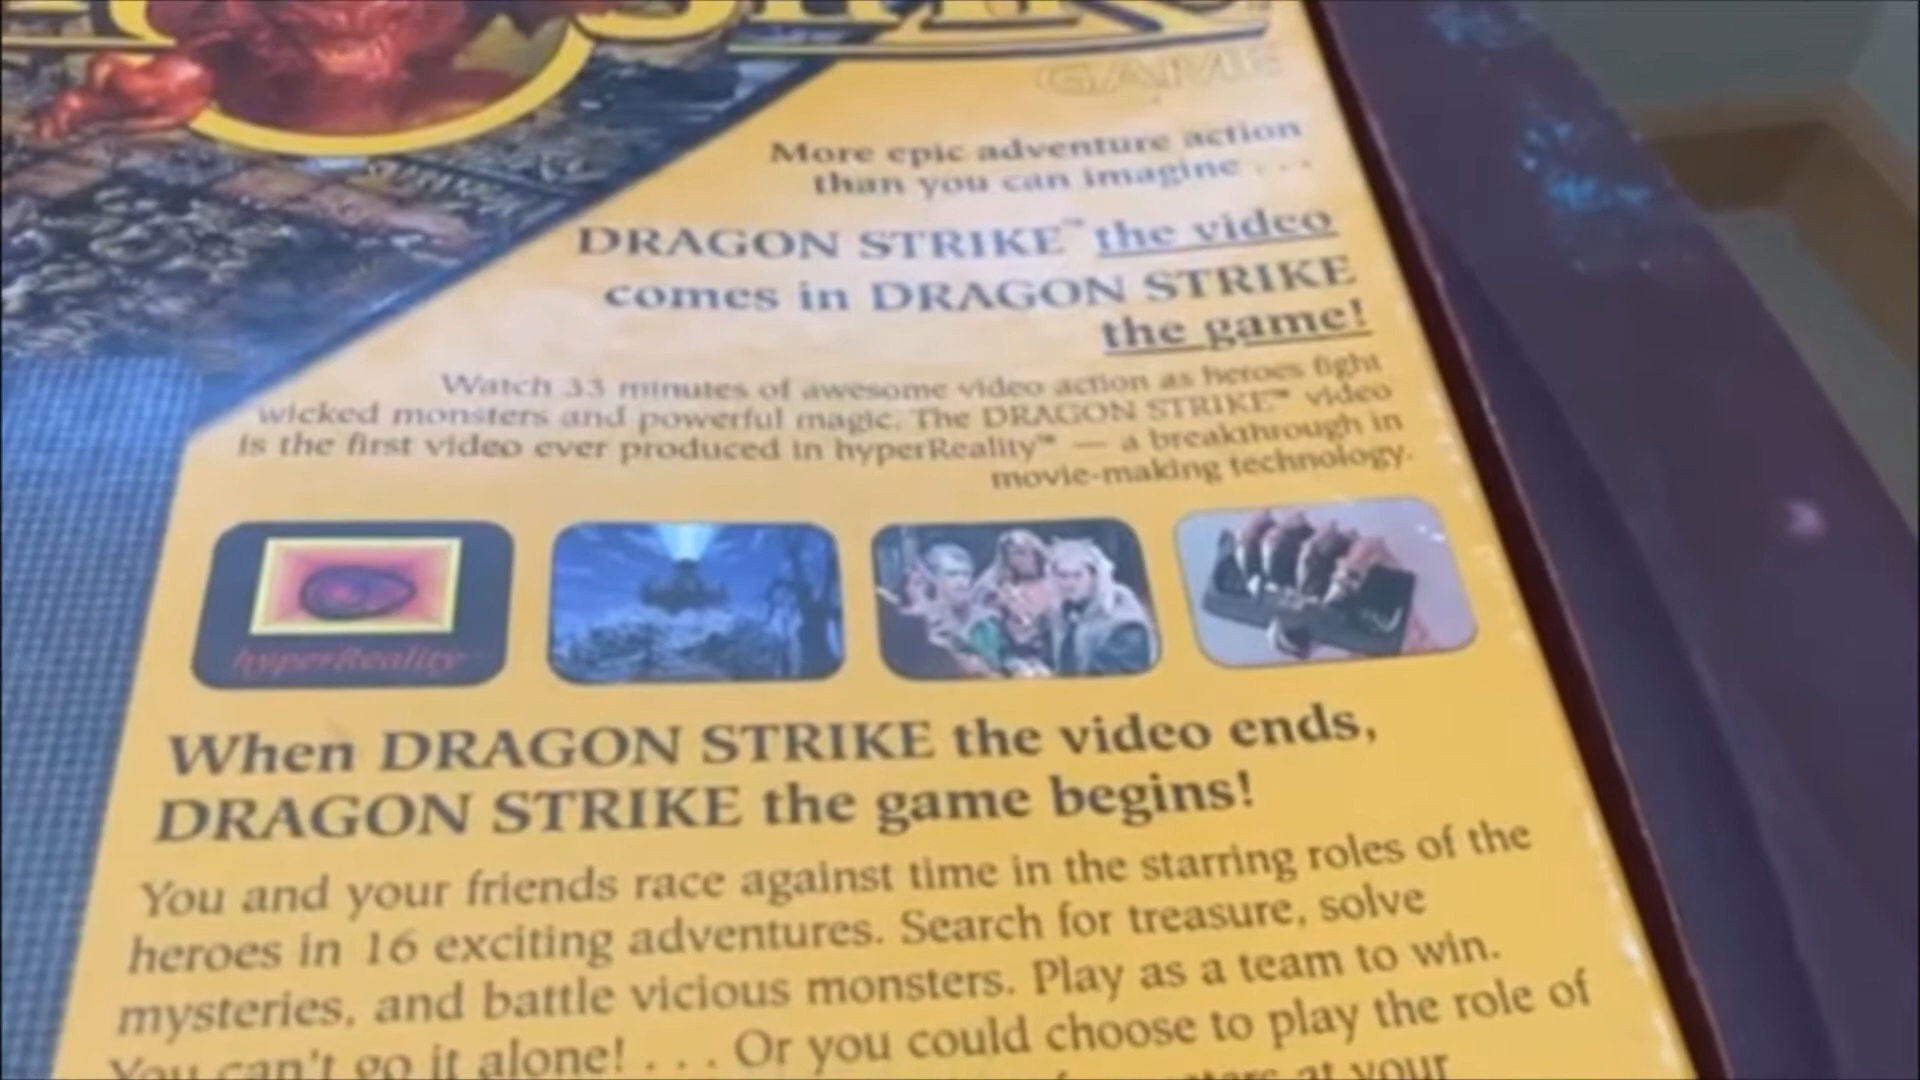 STRIKE
GAME
More epic adventure action
than you can imagine . . .
DRAGON STRIKE™ the video
comes in DRAGON STRIKE
the game!
Watch 33 minutes of awesome video action as heroes fight
wicked monsters and powerful magic. The DRAGON STRIKE™ video
is the first video ever produced in hyperReality™ — a breakthrough in
movie-making technology.
hyperReality
When DRAGON STRIKE the video ends,
DRAGON STRIKE the game begins!
You and your friends race against time in the starring roles of the
heroes in 16 exciting adventures. Search for treasure, solve
mysteries, and battle vicious monsters. Play as a team to win.
You can't go it alone! . . . Or you could choose to play the role of
at your